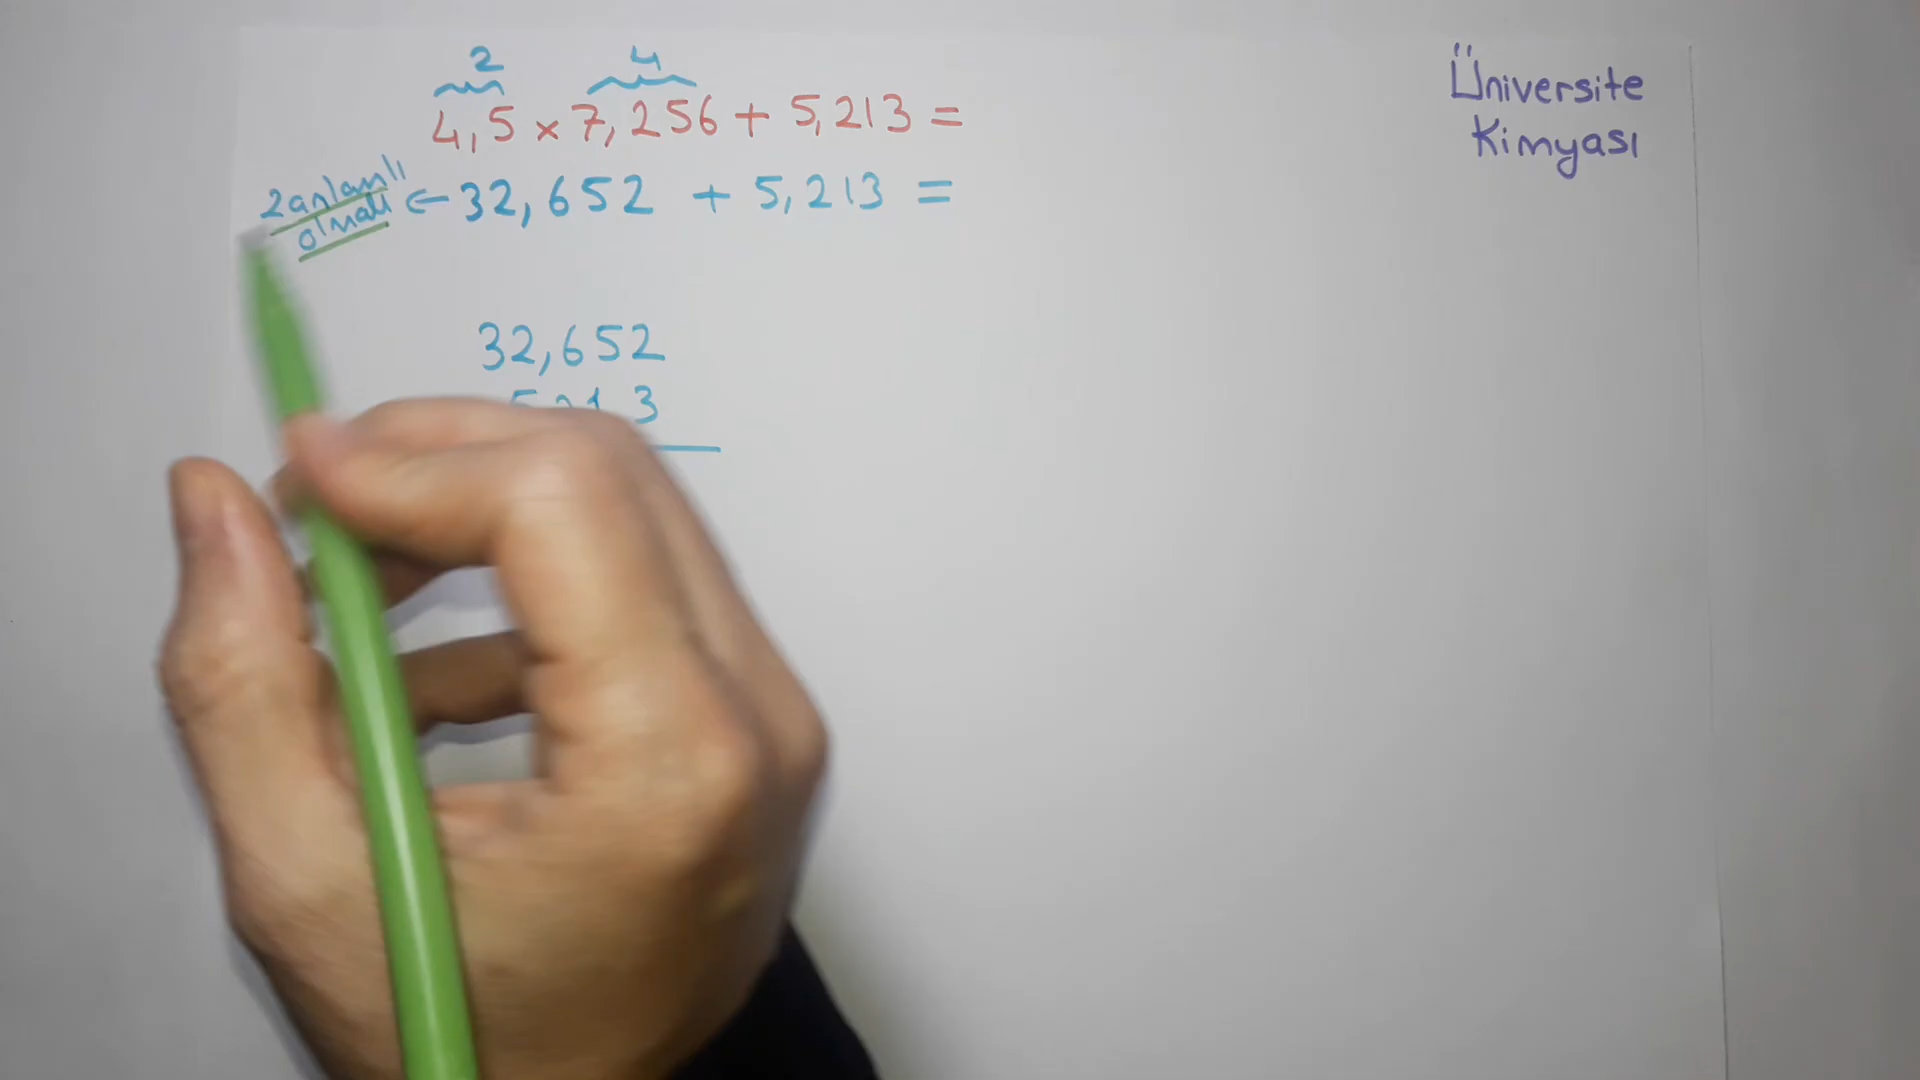 2 4
4,5 × 7,256 + 5,213 =
2 anlamlı
olmalı
← 32,652 + 5,213 =
32,652
3
Üniversite
Kimyası